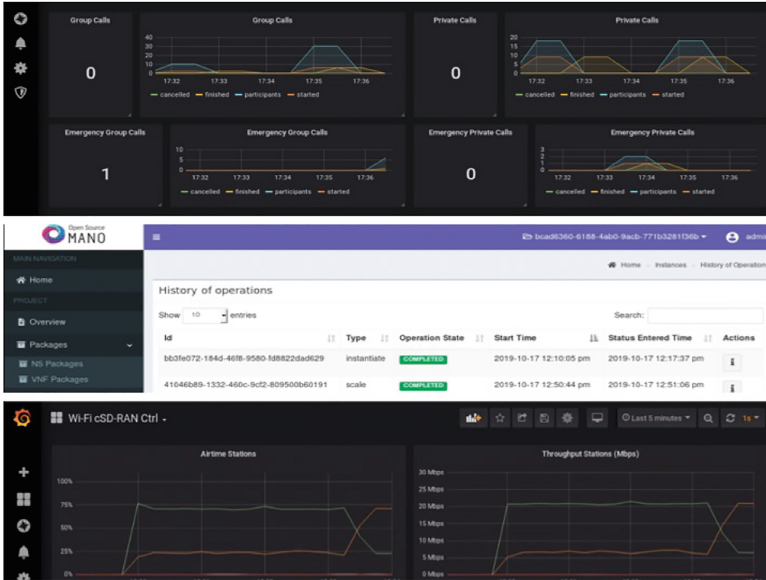 Group Calls
Group Calls
Private Calls
Private Calls
0
40
30
20
10
0
17:32 17:33 17:34 17:35 17:36
cancelled finished participants started
0
20
15
10
5
0
17:32 17:33 17:34 17:35 17:36
cancelled finished participants started
Emergency Group Calls
Emergency Group Calls
Emergency Private Calls
Emergency Private Calls
1
10
5
0
17:32 17:33 17:34 17:35 17:36
cancelled finished participants started
0
3
2
1
0
17:32 17:33 17:34 17:35 17:36
cancelled finished participants started
Open Source
MANO
bcad6360-6188-4ab0-9acb-771b3281f36b
admin
MAIN NAVIGATION
Home
Home Instances History of Operation
PROJECT
Overview
Packages
NS Packages
VNF Packages
History of operations
Show 10 entries
Search:
Id Type Operation State Start Time Status Entered Time Actions
bb3fe072-184d-46f8-9580-fd8822dad629 instantiate COMPLETED 2019-10-17 12:10:05 pm 2019-10-17 12:17:37 pm
41046b89-1332-460c-9cf2-809500b60191 scale COMPLETED 2019-10-17 12:50:44 pm 2019-10-17 12:51:06 pm
Wi-Fi cSD-RAN Ctrl
Last 5 minutes
1s
Airtime Stations
100%
75%
50%
25%
0%
Throughput Stations (Mbps)
30 Mbps
25 Mbps
20 Mbps
15 Mbps
10 Mbps
5 Mbps
0 Mbps